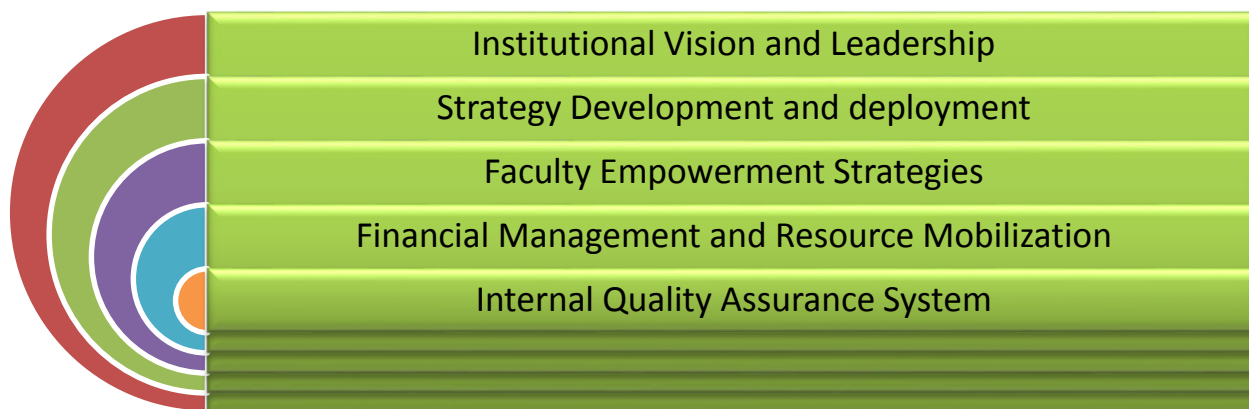 Institutional Vision and Leadership
Strategy Development and deployment
Faculty Empowerment Strategies
Financial Management and Resource Mobilization
Internal Quality Assurance System